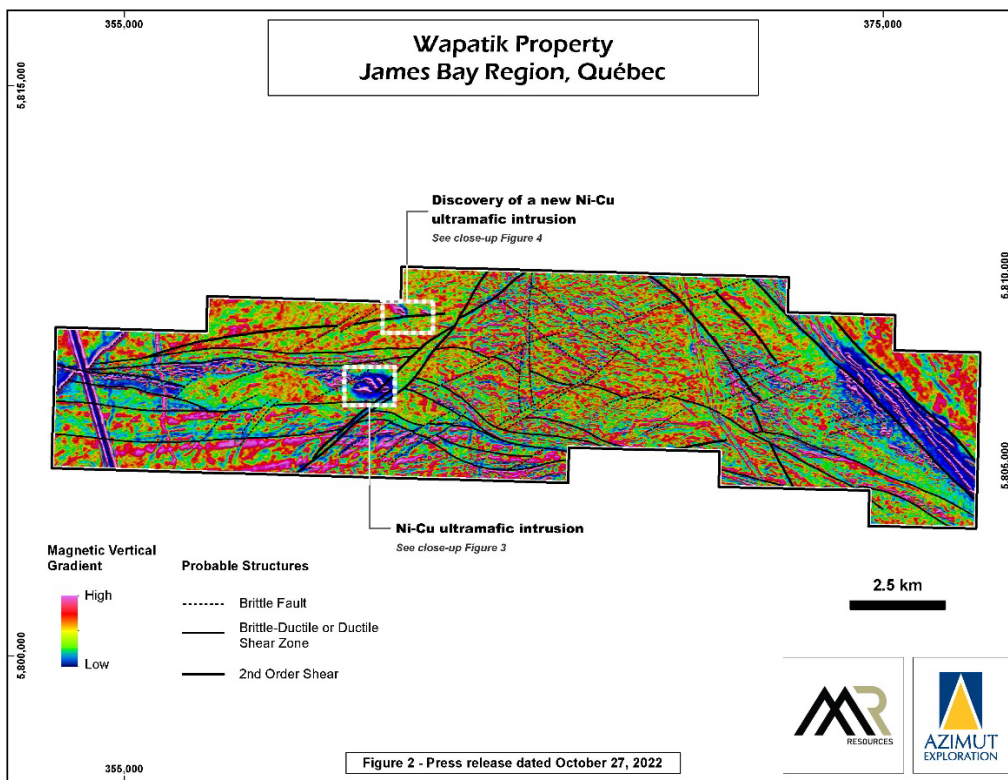 355,000
375,000
Wapatik Property
James Bay Region, Québec
5,815,000
Discovery of a new Ni-Cu
ultramafic intrusion
See close-up Figure 4
5,810,000
5,805,000
Ni-Cu ultramafic intrusion
See close-up Figure 3
Magnetic Vertical
Gradient
High
Low
Probable Structures
Brittle Fault
Brittle-Ductile or Ductile
Shear Zone
2nd Order Shear
2.5 km
5,800,000
RESOURCES
AZIMUT
EXPLORATION
Figure 2 - Press release dated October 27, 2022
355,000